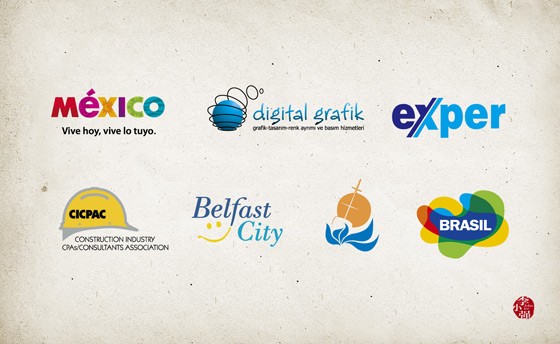 méxico
Vive hoy, vive lo tuyo.
digital grafik
grafik-tasarım-renk ayrımı ve basım hizmetleri
exper
CICPAC
CONSTRUCTION INDUSTRY
CPAs/CONSULTANTS ASSOCIATION
Belfast
City
BRASIL